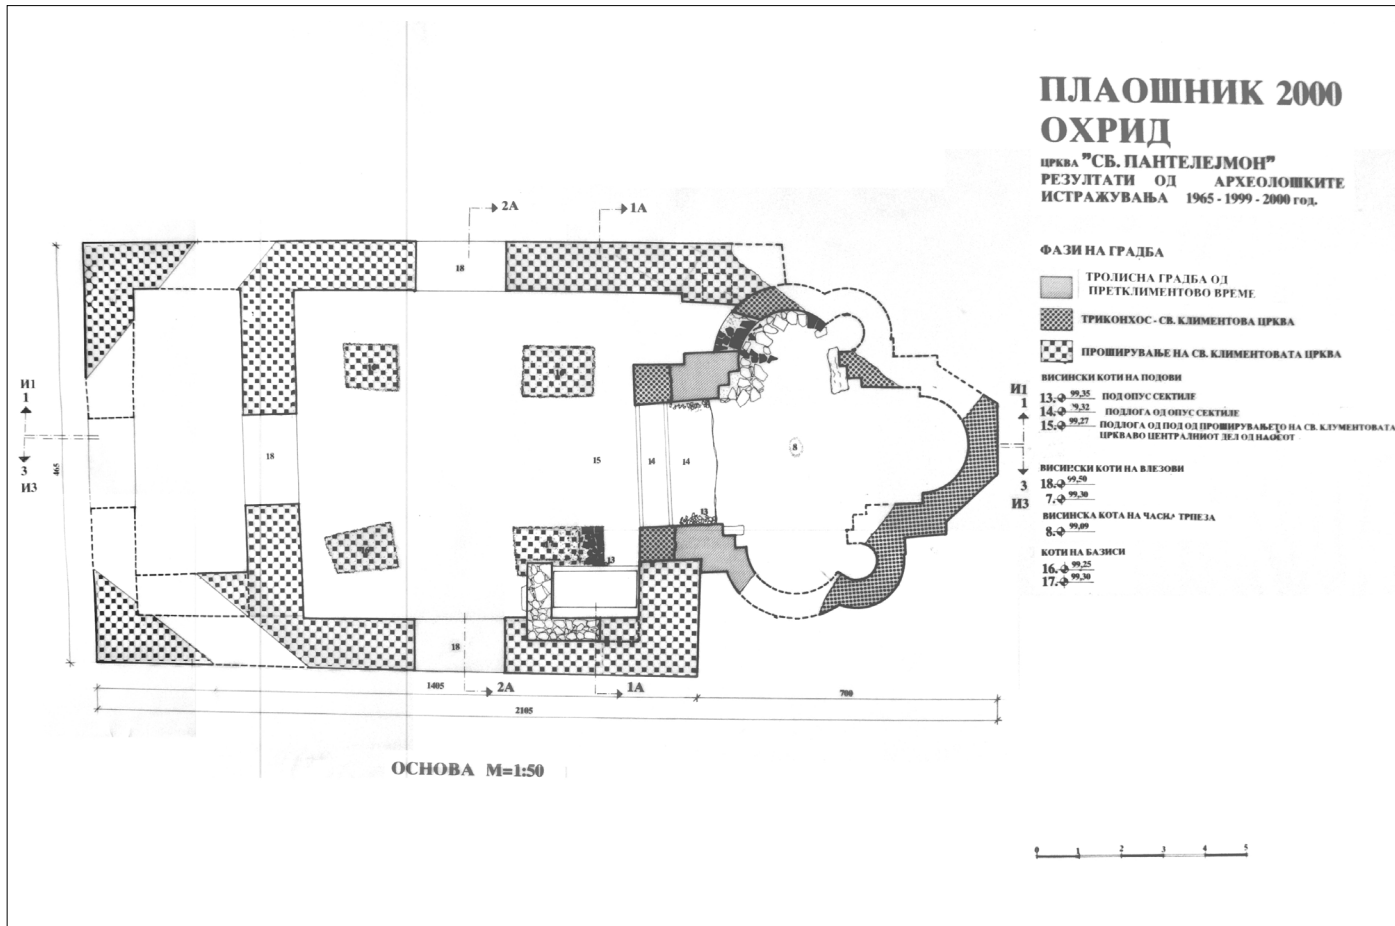 ПЛАОШНИК 2000
ОХРИД
ЦРКВА "СВ. ПАНТЕЛЕЈМОН"
РЕЗУЛТАТИ ОД АРХЕОЛОШКИТЕ
ИСТРАЖУВАЊА 1965 - 1999 - 2000 год.
ФАЗИ НА ГРАДБА
ТРОЛИСНА ГРАДБА ОД
ПРЕТКЛИМЕНТОВО ВРЕМЕ
ТРИКОНХОС - СВ. КЛИМЕНТОВА ЦРКВА
ПРОШИРУВАЊЕ НА СВ. КЛИМЕНТОВАТА ЦРКВА
ВИСИНСКИ КОТИ НА ПОДОВИ
13. 99,35 ПОД ОПУС СЕКТИЛЕ
14. 99,32 ПОДЛОГА ОД ОПУС СЕКТИЛЕ
15. 99,27 ПОДЛОГА ОД ПОД ОД ПРОШИРУВАЊЕТО НА СВ. КЛУМЕНТОВАТА
ЦРКВАВО ЦЕНТРАЛНИОТ ДЕЛ ОД НАОСОТ
ВИСИНСКИ КОТИ НА ВЛЕЗОВИ
18. 99,50
7. 99,30
ВИСИНСКА КОТА НА ЧАСНА ТРПЕЗА
8. 99,09
КОТИ НА БАЗИСИ
16. 99,25
17. 99,30
2А
1А
18
И1
1
3
И3
465
18
15
14
14
13
8
И1
1
3
И3
13
18
2А
1А
1405
700
2105
ОСНОВА М=1:50
0 1 2 3 4 5